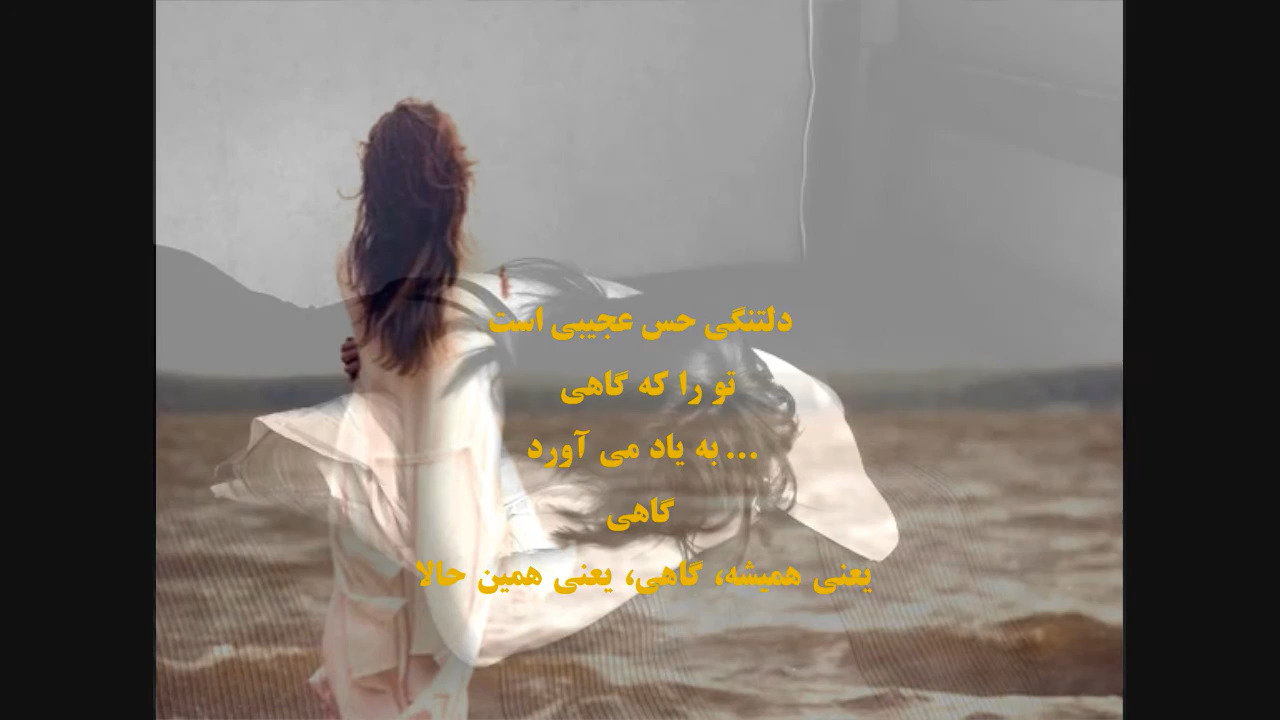 دلتنگی حس عجیبی است
تو را که گاهی
به یاد می آورد ...
گاهی
یعنی همیشه، گاهی، یعنی همین حالا